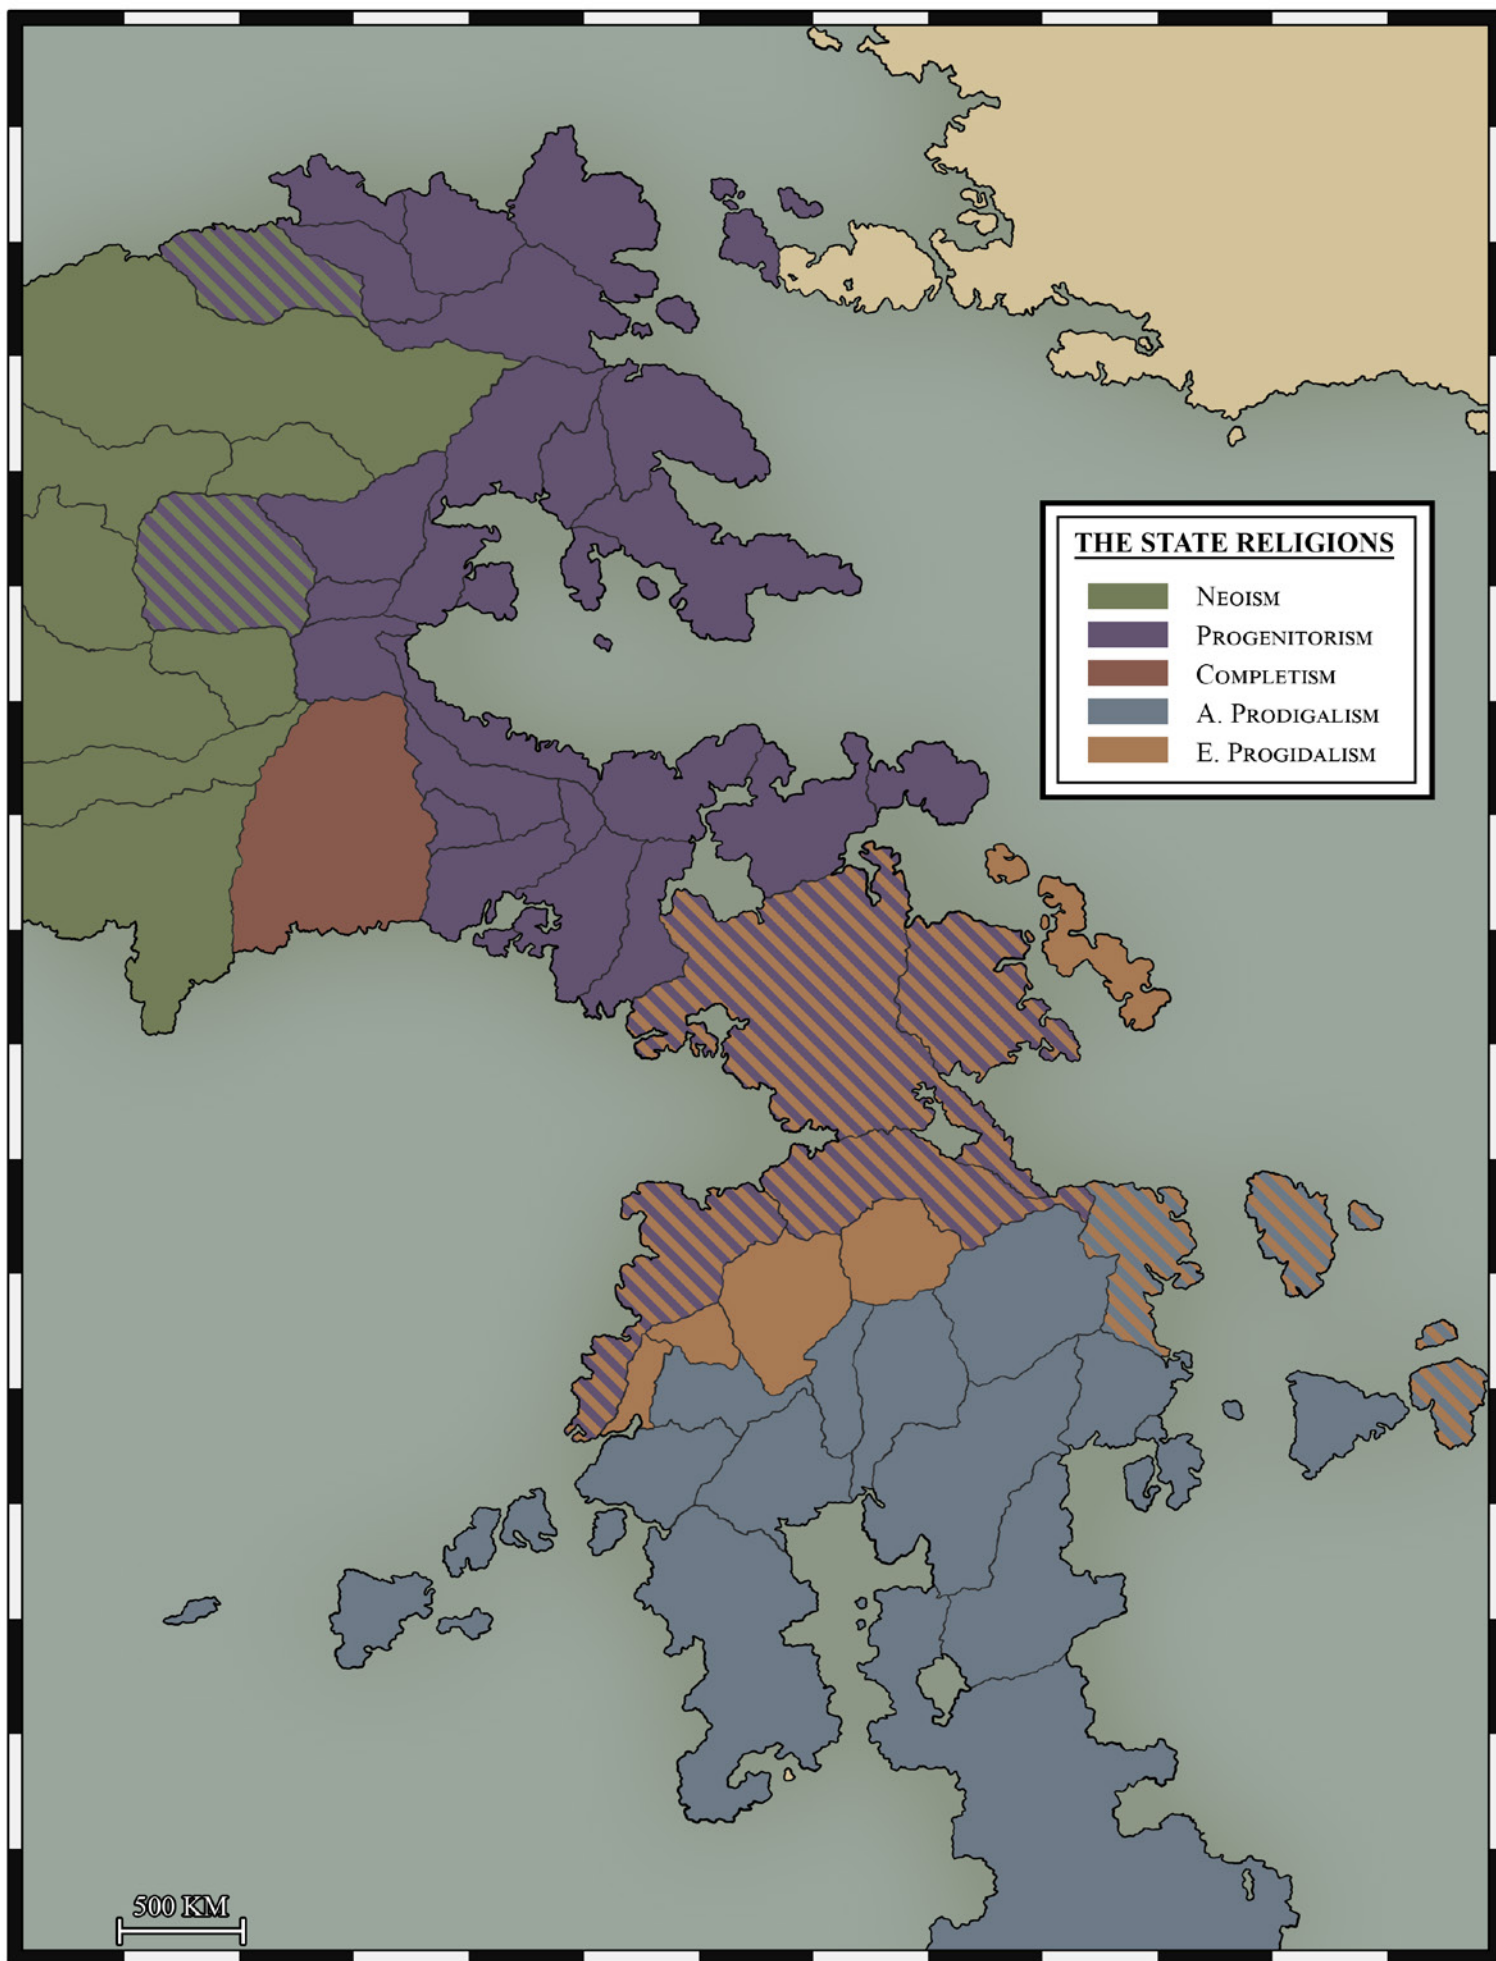 THE STATE RELIGIONS
NEOISM
PROGENITORISM
COMPLETISM
A. PRODIGALISM
E. PROGIDALISM
500 KM